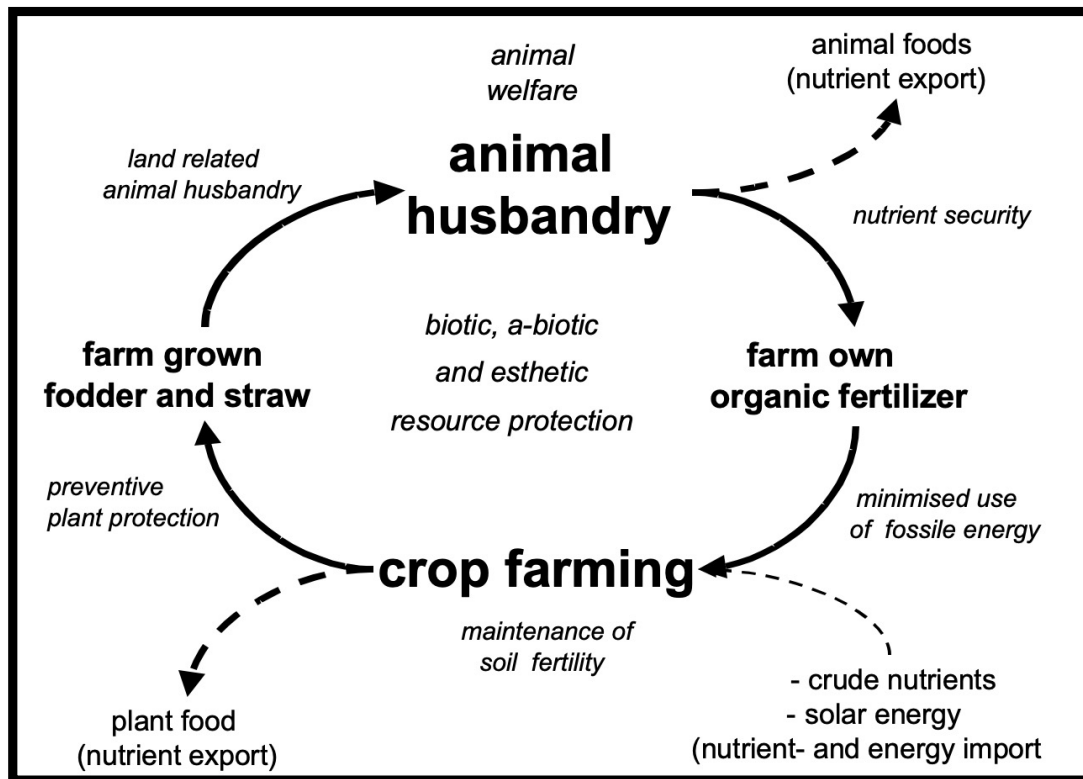 animal
welfare
animal foods
(nutrient export)
land related
animal husbandry
animal
husbandry
nutrient security
biotic, a-biotic
and esthetic
resource protection
farm grown
fodder and straw
farm own
organic fertilizer
preventive
plant protection
minimised use
of fossile energy
crop farming
maintenance of
soil fertility
plant food
(nutrient export)
- crude nutrients
- solar energy
(nutrient- and energy import